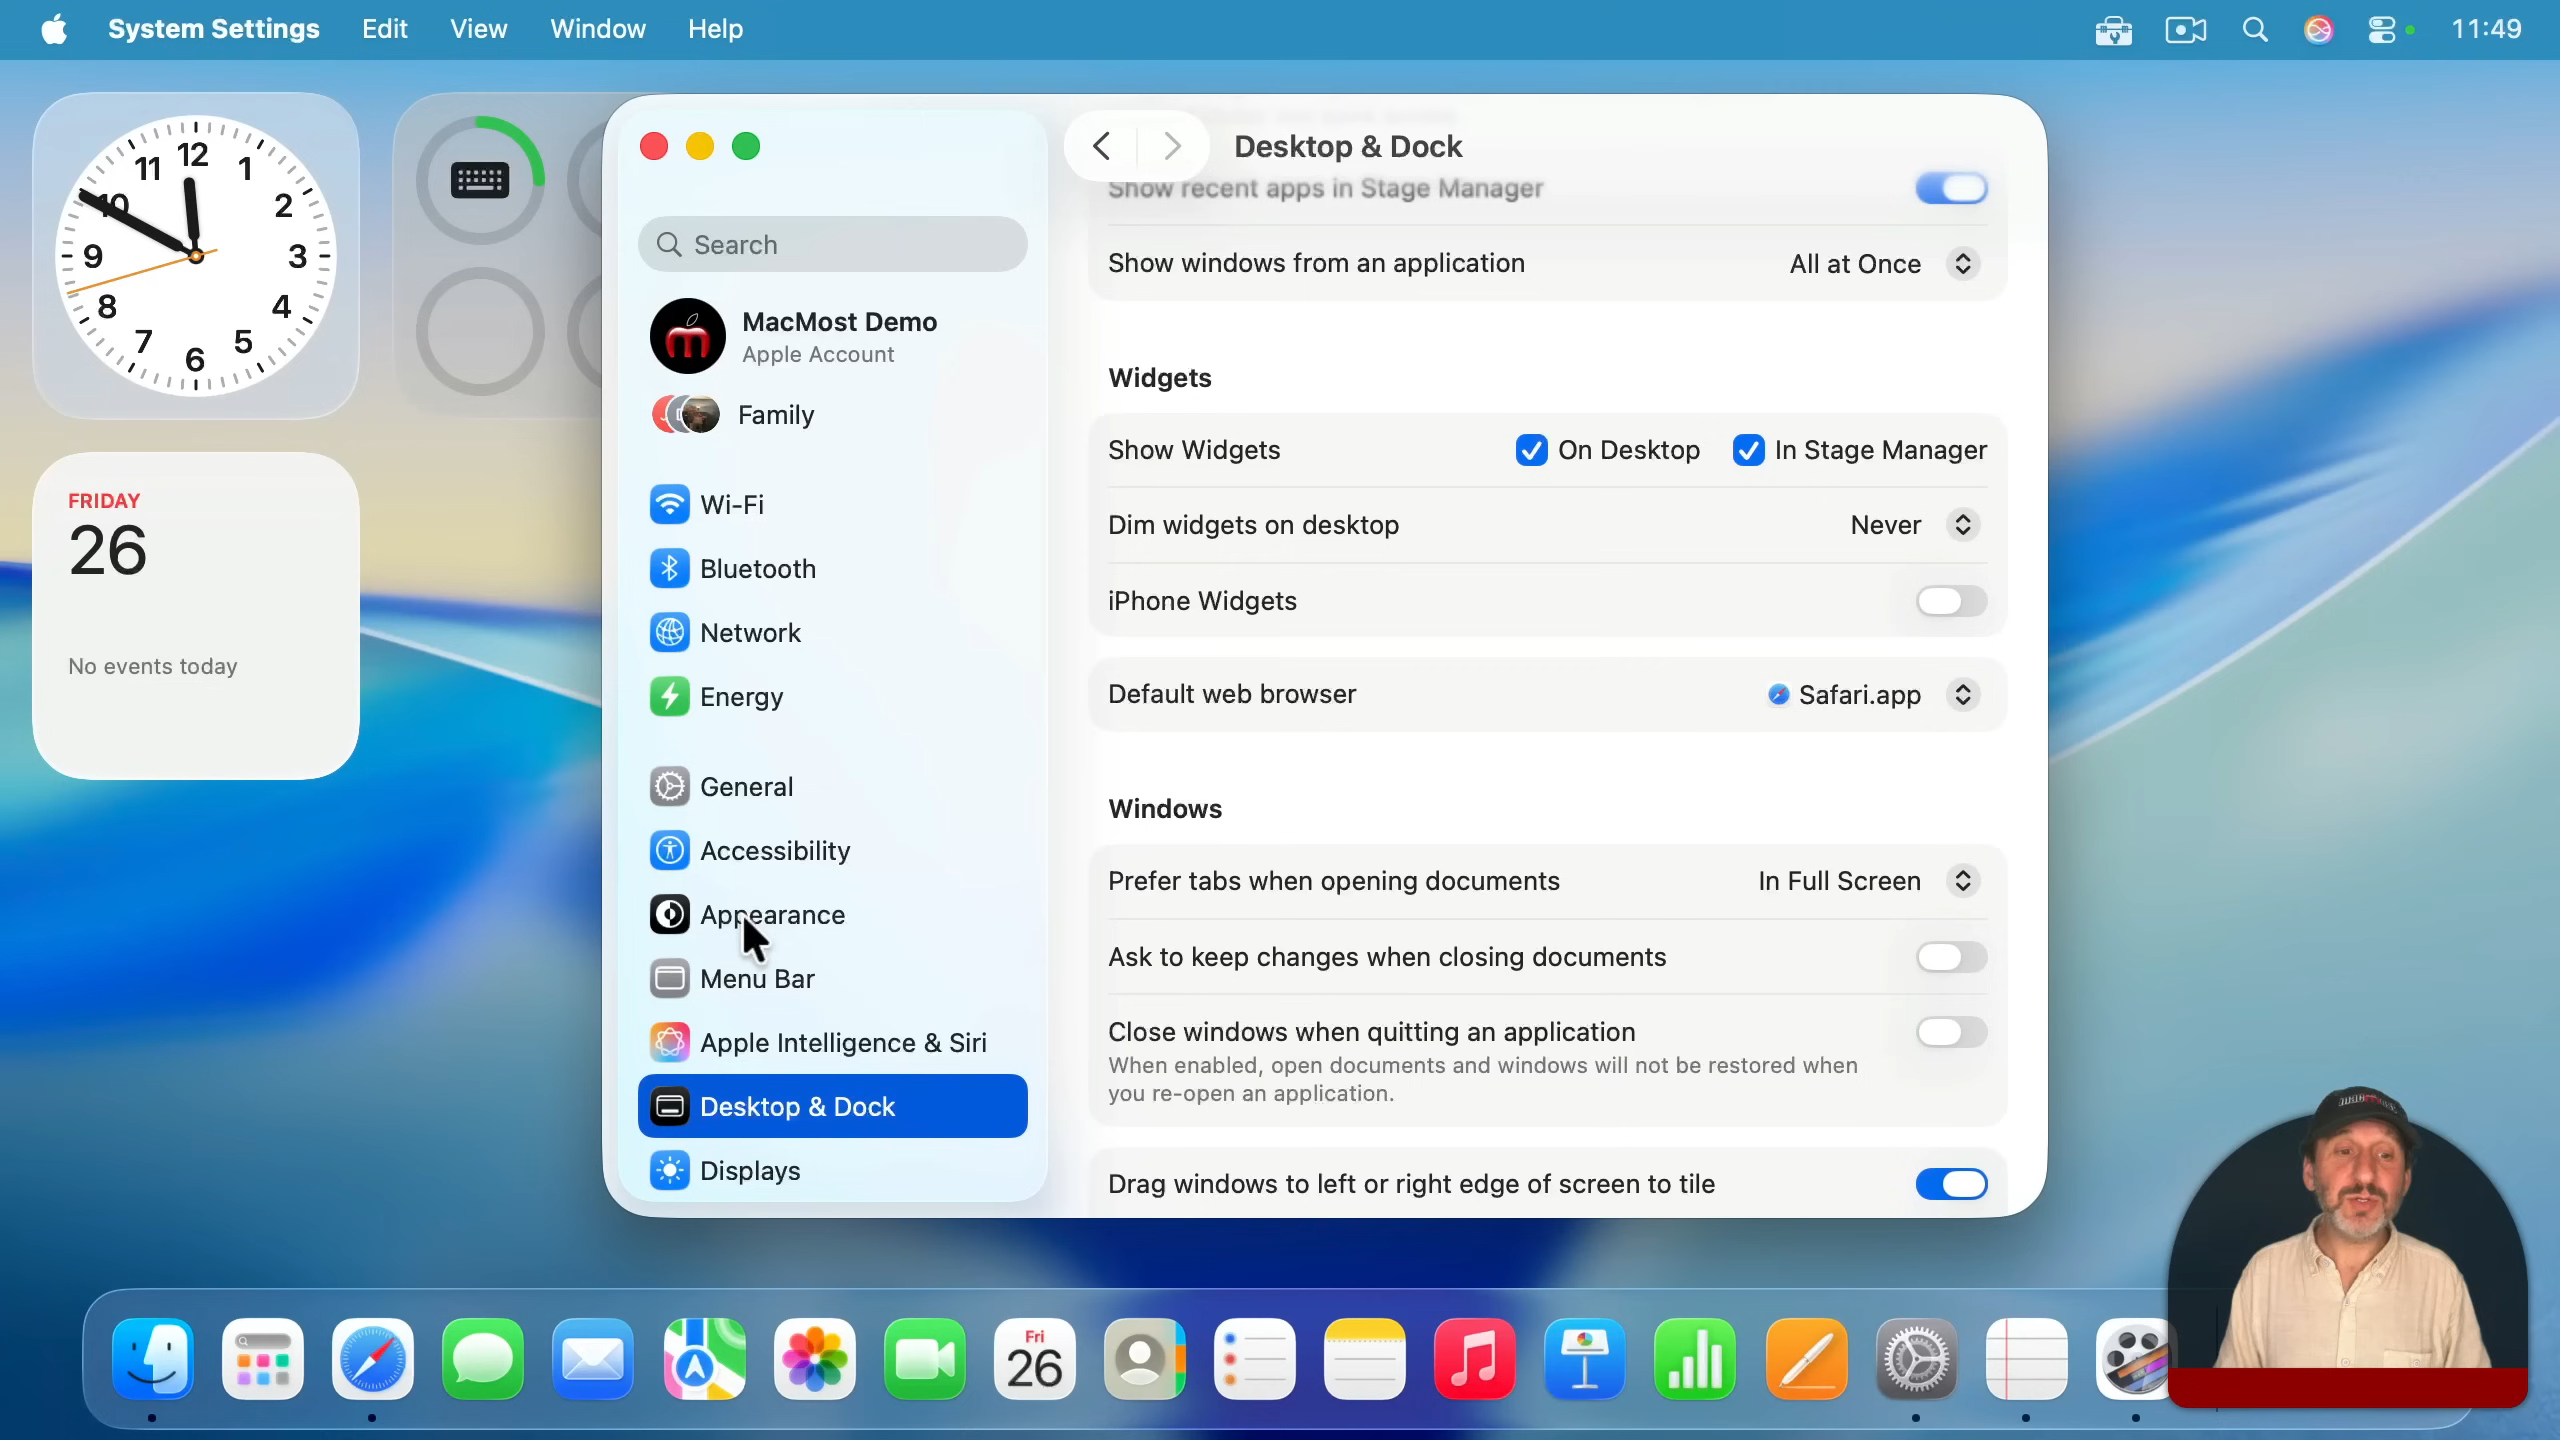 System Settings Edit View Window Help 11:49
12
11 1
10 2
9 3
8 4
7 5
6
FRIDAY
26
No events today
Search
MacMost Demo
Apple Account
Family
Wi-Fi
Bluetooth
Network
Energy
General
Accessibility
Appearance
Menu Bar
Apple Intelligence & Siri
Desktop & Dock
Displays
Desktop & Dock
Show recent apps in Stage Manager
Show windows from an application All at Once
Widgets
Show Widgets On Desktop In Stage Manager
Dim widgets on desktop Never
iPhone Widgets
Default web browser Safari.app
Windows
Prefer tabs when opening documents In Full Screen
Ask to keep changes when closing documents
Close windows when quitting an application
When enabled, open documents and windows will not be restored when
you re-open an application.
Drag windows to left or right edge of screen to tile
Fri
26